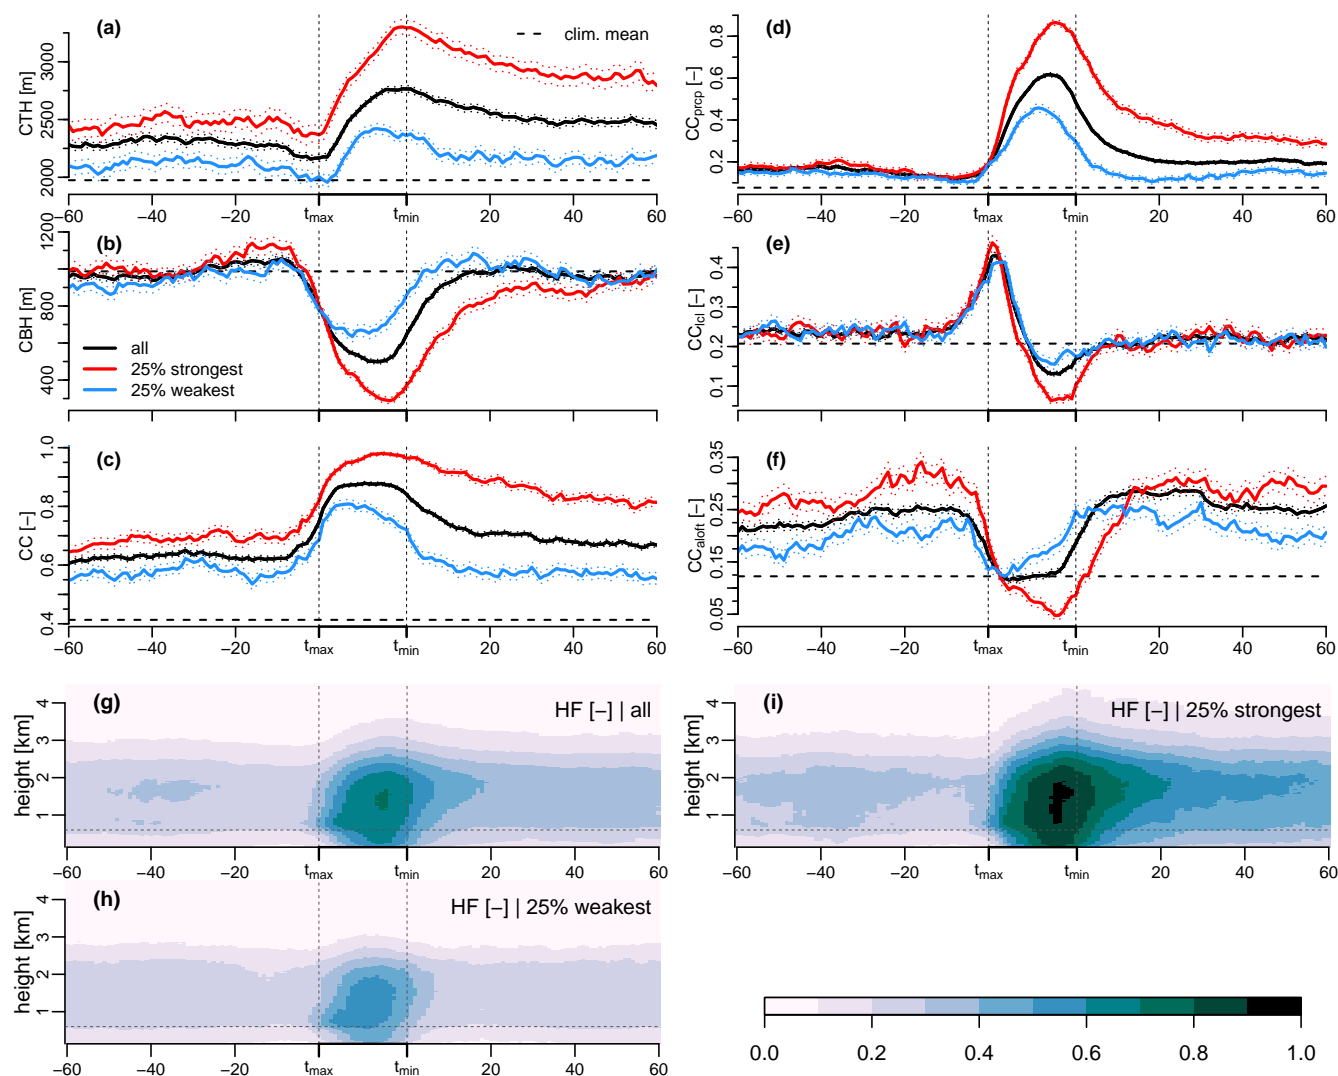 (a)
clim. mean
CTH [m]
2000
2500
3000
−60
−40
−20
tmax
tmin
20
40
60
(d)
CCprcp [−]
0.2
0.4
0.6
0.8
−60
−40
−20
tmax
tmin
20
40
60
(b)
CBH [m]
400
600
800
1200
all
25% strongest
25% weakest
(e)
CClcl [−]
0.1
0.2
0.3
0.4
(c)
CC [−]
0.4
0.6
0.8
1.0
−60
−40
−20
tmax
tmin
20
40
60
(f)
CCaloft [−]
0.05
0.15
0.25
0.35
−60
−40
−20
tmax
tmin
20
40
60
(g)
HF [−] | all
height [km]
1
2
3
4
−60
−40
−20
tmax
tmin
20
40
60
(i)
HF [−] | 25% strongest
height [km]
1
2
3
4
−60
−40
−20
tmax
tmin
20
40
60
(h)
HF [−] | 25% weakest
height [km]
1
2
3
4
−60
−40
−20
tmax
tmin
20
40
60
0.0
0.2
0.4
0.6
0.8
1.0